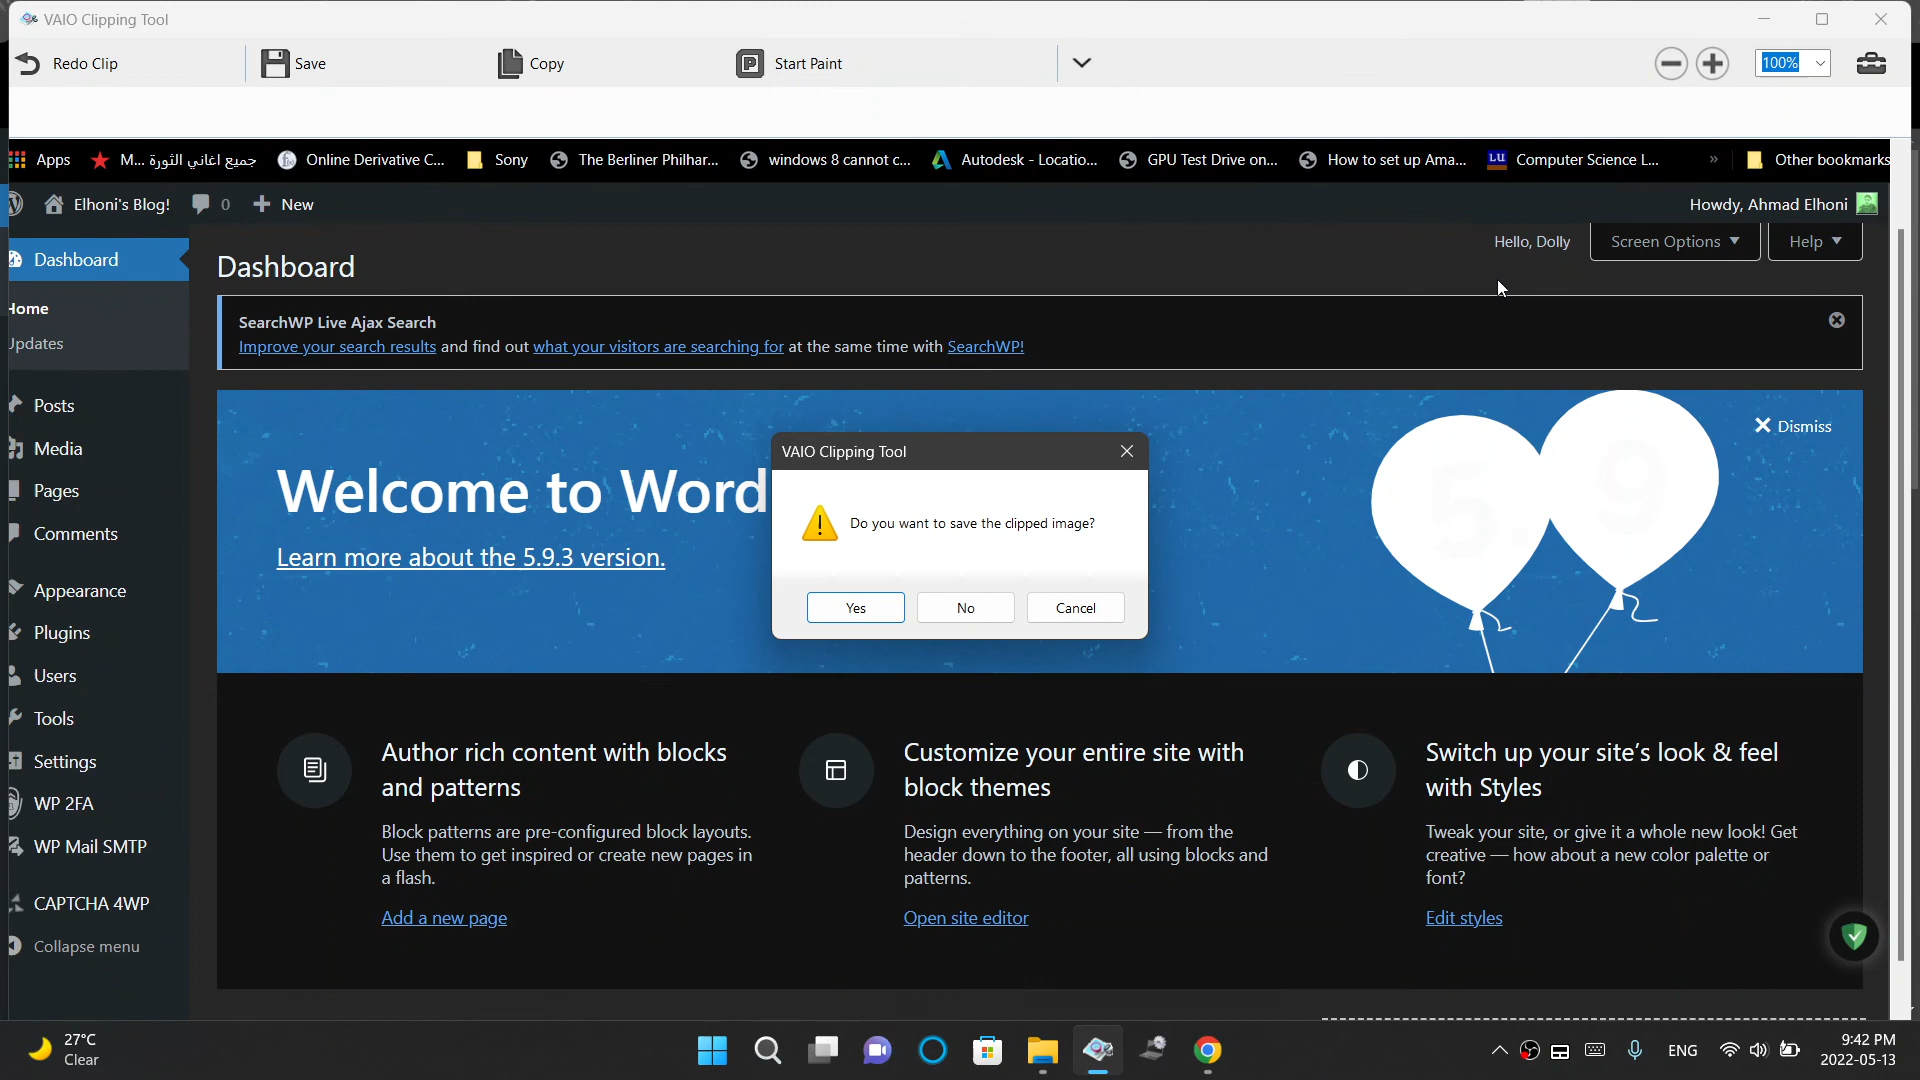 VAIO Clipping Tool
Redo Clip
Save
Copy
Start Paint
100%
Apps
M... جميع اغاني الثورة
Online Derivative C...
Sony
The Berliner Philhar...
windows 8 cannot c...
Autodesk - Locatio...
GPU Test Drive on...
How to set up Ama...
LU
Computer Science L...
»
Other bookmarks
Elhoni's Blog!
0
New
Howdy, Ahmad Elhoni
Dashboard
Dashboard
Hello, Dolly
Screen Options
Help
Home
Updates
SearchWP Live Ajax Search
Improve your search results and find out what your visitors are searching for at the same time with SearchWP!
Posts
Media
Pages
Comments
Appearance
Plugins
Users
Tools
Settings
WP 2FA
WP Mail SMTP
CAPTCHA 4WP
Collapse menu
Welcome to Word
Learn more about the 5.9.3 version.
5.9
Dismiss
VAIO Clipping Tool
Do you want to save the clipped image?
Yes
No
Cancel
Author rich content with blocks
and patterns
Block patterns are pre-configured block layouts.
Use them to get inspired or create new pages in
a flash.
Add a new page
Customize your entire site with
block themes
Design everything on your site — from the
header down to the footer, all using blocks and
patterns.
Open site editor
Switch up your site's look & feel
with Styles
Tweak your site, or give it a whole new look! Get
creative — how about a new color palette or
font?
Edit styles
27°C
Clear
ENG
9:42 PM
2022-05-13